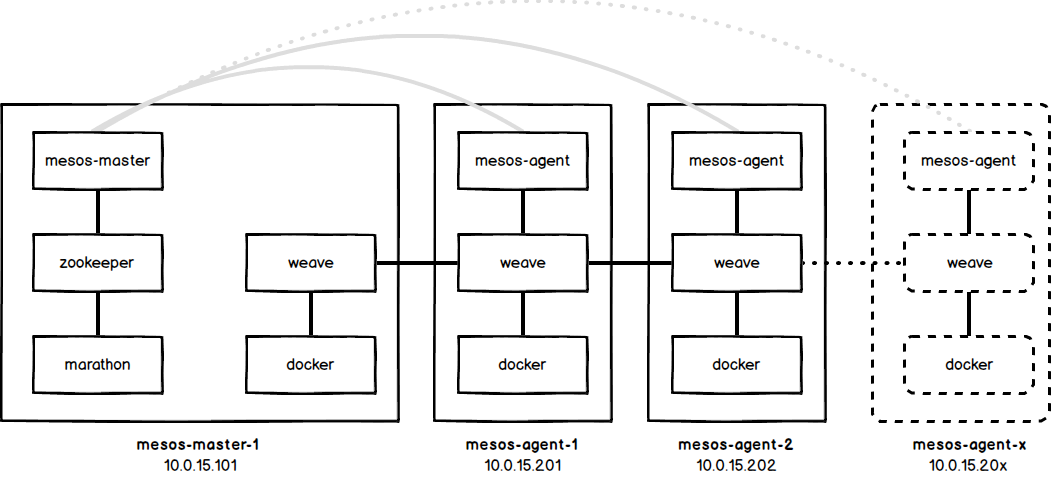 mesos-master
zookeeper
marathon
weave
docker
mesos-master-1
10.0.15.101
mesos-agent
weave
docker
mesos-agent-1
10.0.15.201
mesos-agent
weave
docker
mesos-agent-2
10.0.15.202
mesos-agent
weave
docker
mesos-agent-x
10.0.15.20x